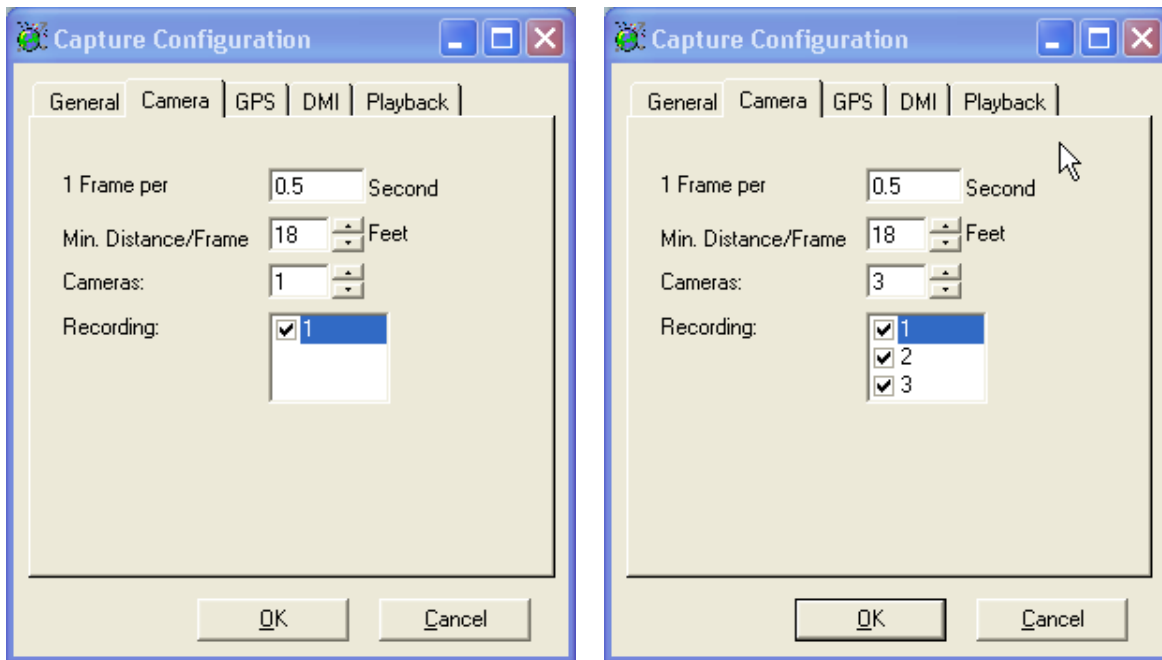 Capture Configuration
General Camera GPS DMI Playback
1 Frame per 0.5 Second
Min. Distance/Frame 18 Feet
Cameras: 1
Recording: 1
OK Cancel
Capture Configuration
General Camera GPS DMI Playback
1 Frame per 0.5 Second
Min. Distance/Frame 18 Feet
Cameras: 3
Recording: 1
2
3
OK Cancel